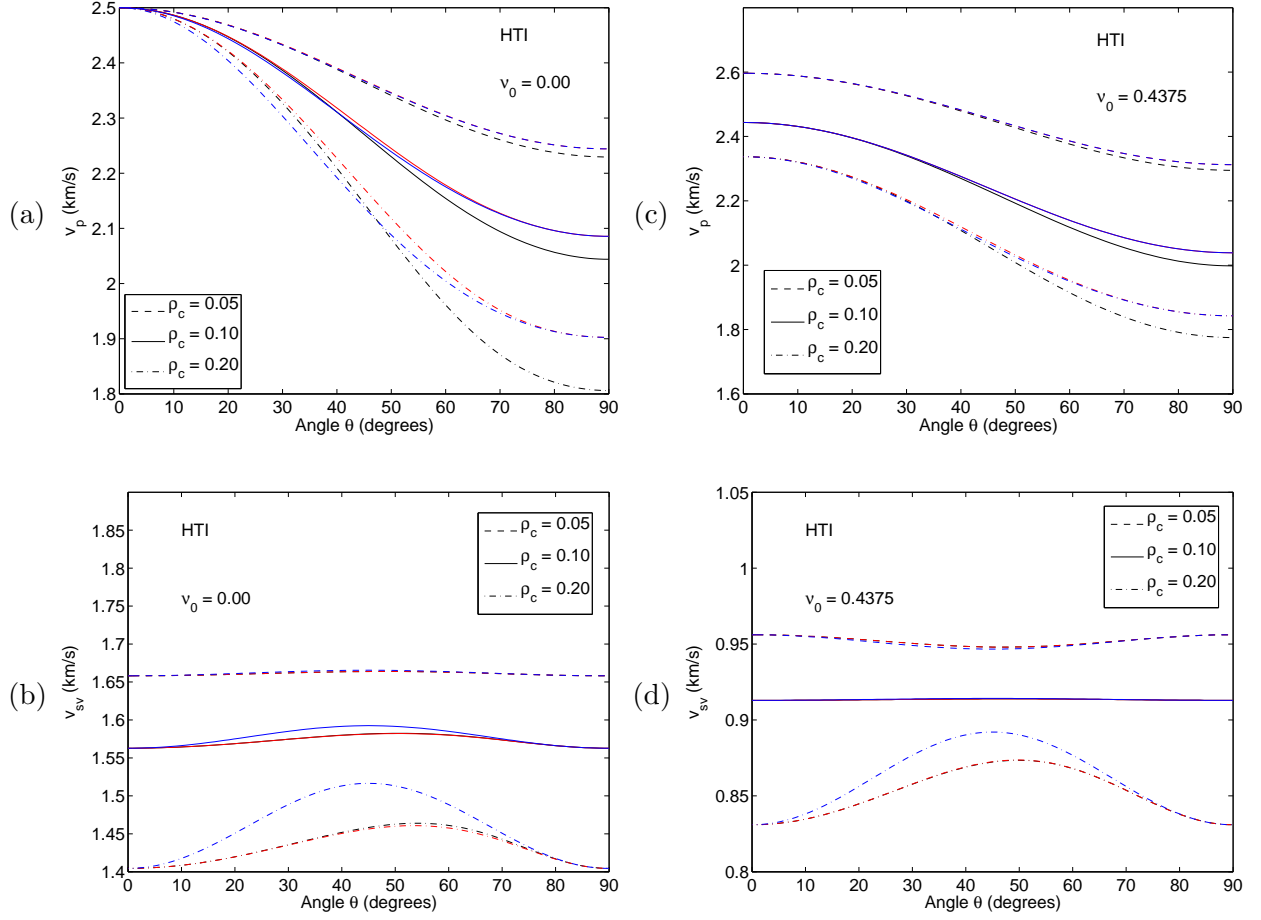 (a)
v_p (km/s)
2.5
2.4
2.3
2.2
2.1
2
1.9
1.8
HTI
ν_0 = 0.00
ρ_c = 0.05
ρ_c = 0.10
ρ_c = 0.20
0 10 20 30 40 50 60 70 80 90
Angle θ (degrees)
(c)
v_p (km/s)
2.6
2.4
2.2
2
1.8
1.6
HTI
ν_0 = 0.4375
ρ_c = 0.05
ρ_c = 0.10
ρ_c = 0.20
0 10 20 30 40 50 60 70 80 90
Angle θ (degrees)
(b)
v_sv (km/s)
1.85
1.8
1.75
1.7
1.65
1.6
1.55
1.5
1.45
1.4
HTI
ν_0 = 0.00
ρ_c = 0.05
ρ_c = 0.10
ρ_c = 0.20
0 10 20 30 40 50 60 70 80 90
Angle θ (degrees)
(d)
v_sv (km/s)
1.05
1
0.95
0.9
0.85
0.8
HTI
ν_0 = 0.4375
ρ_c = 0.05
ρ_c = 0.10
ρ_c = 0.20
0 10 20 30 40 50 60 70 80 90
Angle θ (degrees)